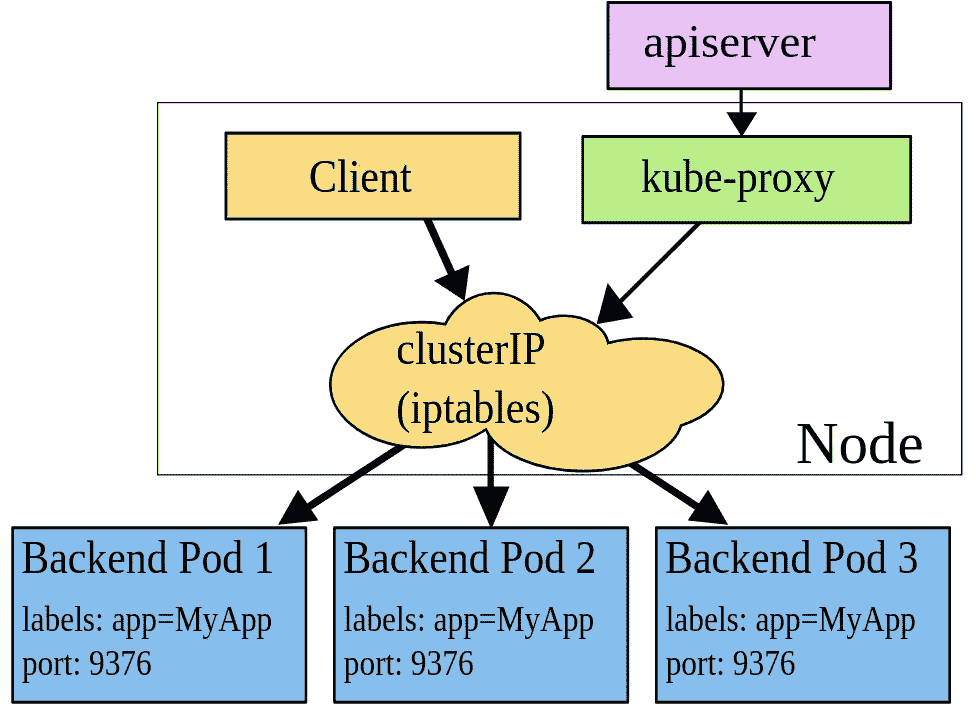 apiserver
Client
kube-proxy
clusterIP
(iptables)
Node
Backend Pod 1
labels: app=MyApp
port: 9376
Backend Pod 2
labels: app=MyApp
port: 9376
Backend Pod 3
labels: app=MyApp
port: 9376